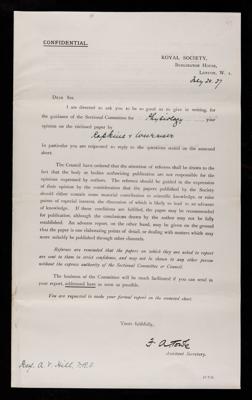 CONFIDENTIAL.
ROYAL SOCIETY,
BURLINGTON HOUSE,
LONDON, W. 1.
July 20. 27
DEAR SIR,
I am directed to ask you to be so good as to give in writing, for
the guidance of the Sectional Committee for Physiology your
opinion on the enclosed paper by
Hopkins &
In particular you are requested to reply to the questions stated on the annexed
sheet.
The Council have ordered that the attention of referees shall be drawn to the
fact that the body or bodies authorising publication are not responsible for the
opinions expressed by authors. The referees should be guided in the expression
of their opinion by the consideration that the papers published by the Society
should either contain some material contribution to scientific knowledge, or raise
points of especial interest, the discussion of which is likely to lead to an advance
of knowledge. If these conditions are fulfilled, the paper may be recommended
for publication, although the conclusions drawn by the author may not be fully
established. An adverse report, on the other hand, may be given on the ground
that the paper is one elaborating points of detail, or dealing with matters which may
more suitably be published through other channels.
Referees are reminded that the papers on which they are asked to report
are sent to them in strict confidence, and may not be shown to any other person
without the express authority of the Sectional Committee or Council.
The business of the Committee will be much facilitated if you can send in
your report, addressed here as soon as possible.
You are requested to make your formal report on the annexed sheet.
Yours faithfully,
F. A. Towle
Assistant Secretary.
Prof. A. V. Hill, F.R.S.